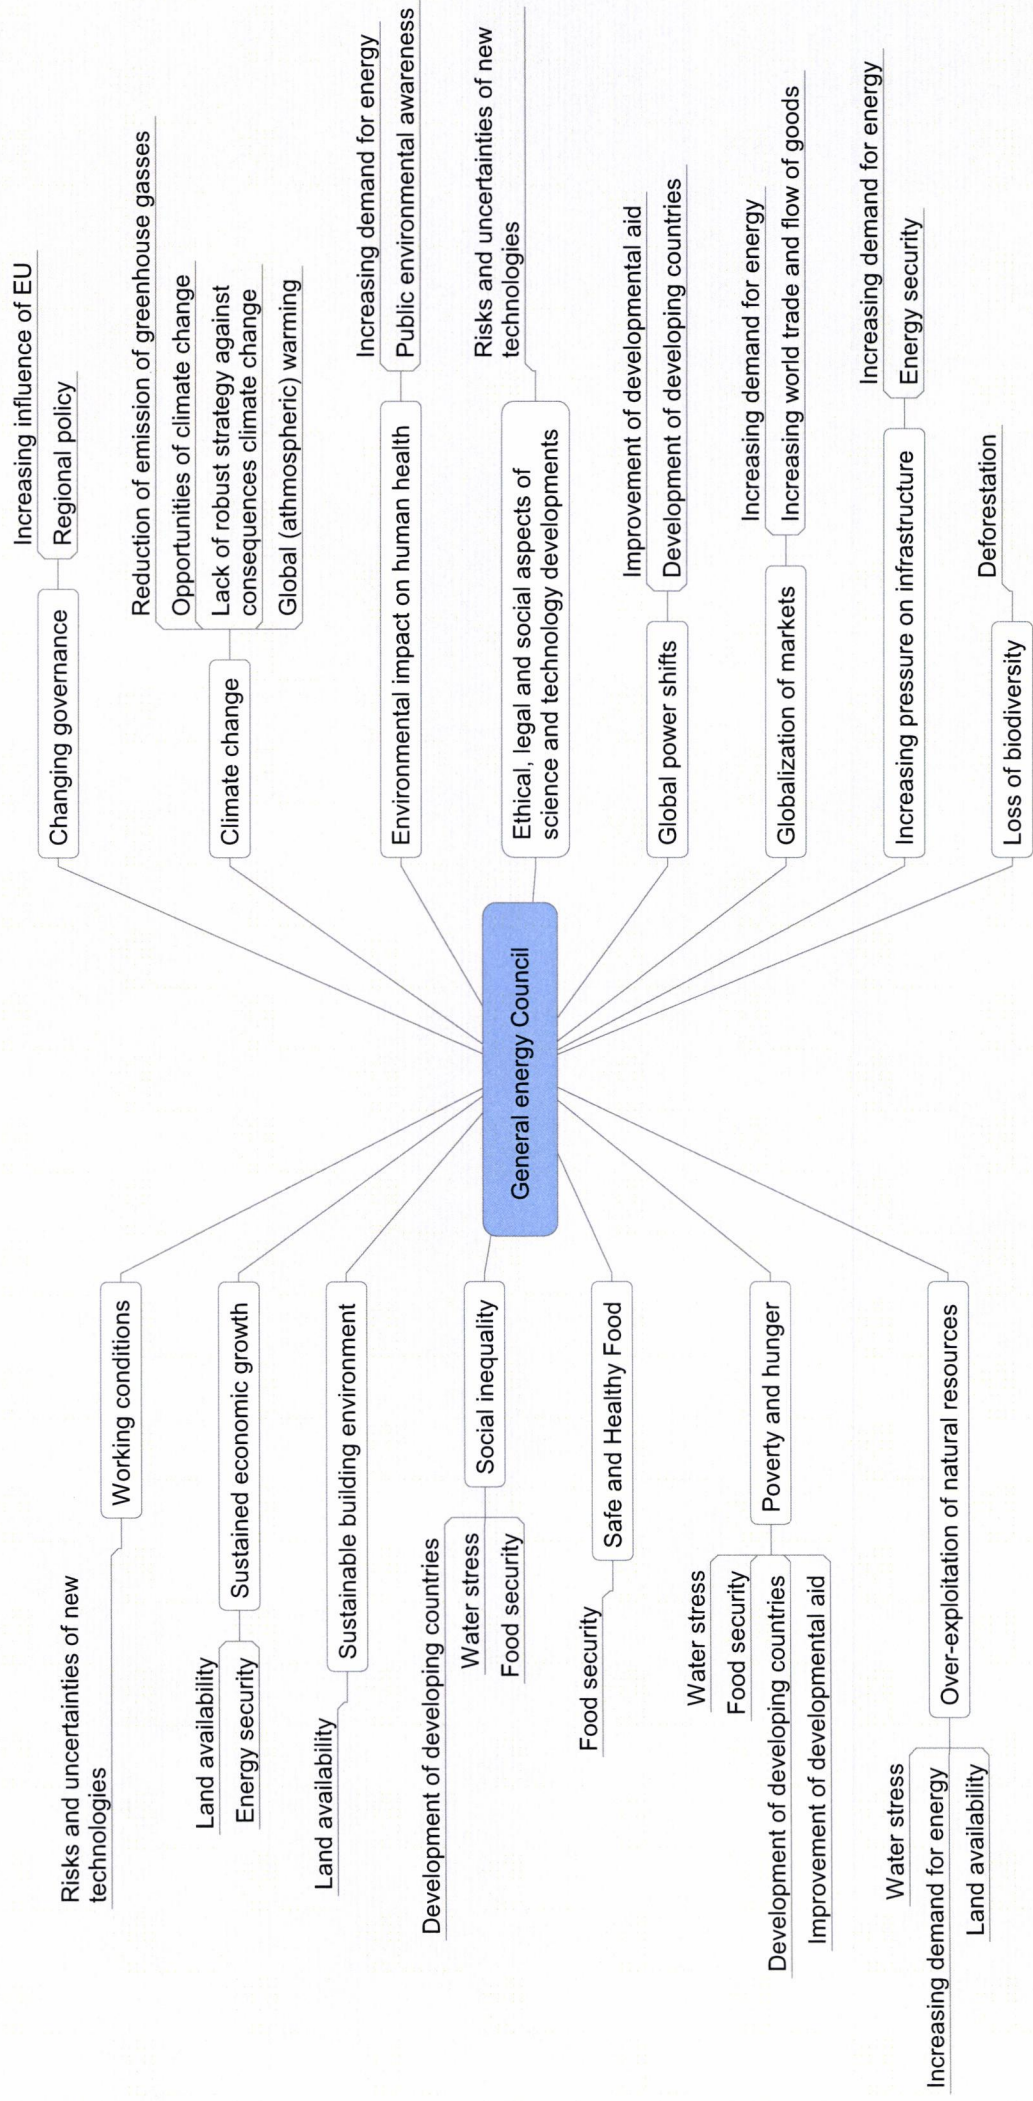 General energy Council
Changing governance
Increasing influence of EU
Regional policy
Climate change
Reduction of emission of greenhouse gasses
Opportunities of climate change
Lack of robust strategy against
consequences climate change
Global (athmospheric) warming
Environmental impact on human health
Increasing demand for energy
Public environmental awareness
Ethical, legal and social aspects of
science and technology developments
Risks and uncertainties of new
technologies
Global power shifts
Improvement of developmental aid
Development of developing countries
Globalization of markets
Increasing demand for energy
Increasing world trade and flow of goods
Increasing pressure on infrastructure
Increasing demand for energy
Energy security
Loss of biodiversity
Deforestation
Working conditions
Risks and uncertainties of new
technologies
Sustained economic growth
Land availability
Energy security
Sustainable building environment
Land availability
Social inequality
Development of developing countries
Water stress
Food security
Safe and Healthy Food
Food security
Poverty and hunger
Water stress
Food security
Development of developing countries
Improvement of developmental aid
Over-exploitation of natural resources
Water stress
Increasing demand for energy
Land availability